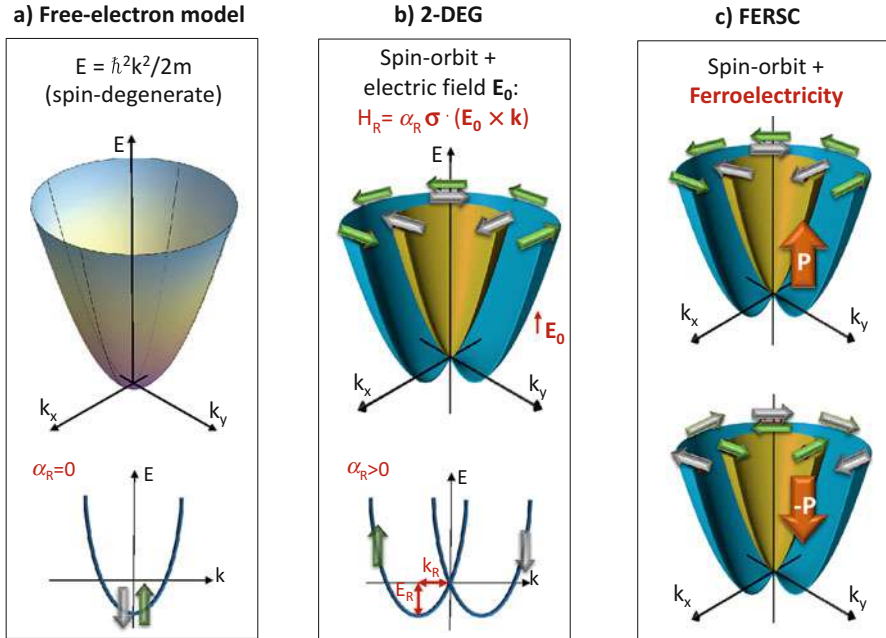 a) Free-electron model
E = ℏ²k²/2m
(spin-degenerate)
E
kx
ky
αR=0
E
k
b) 2-DEG
Spin-orbit +
electric field E0:
HR= αR σ · (E0 × k)
E
E0
kx
ky
αR>0
E
kR
ER
k
c) FERSC
Spin-orbit +
Ferroelectricity
P
kx
ky
-P
kx
ky